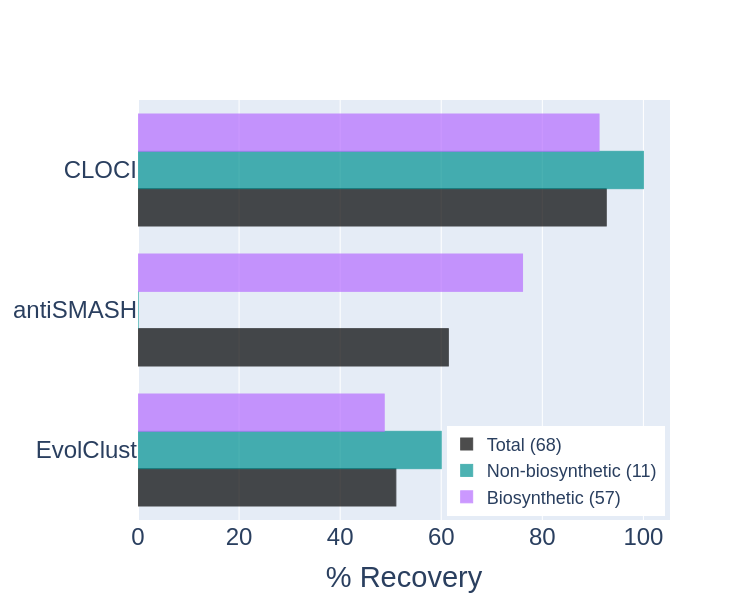 CLOCI
antiSMASH
EvolClust
Total (68)
Non-biosynthetic (11)
Biosynthetic (57)
0 20 40 60 80 100
% Recovery